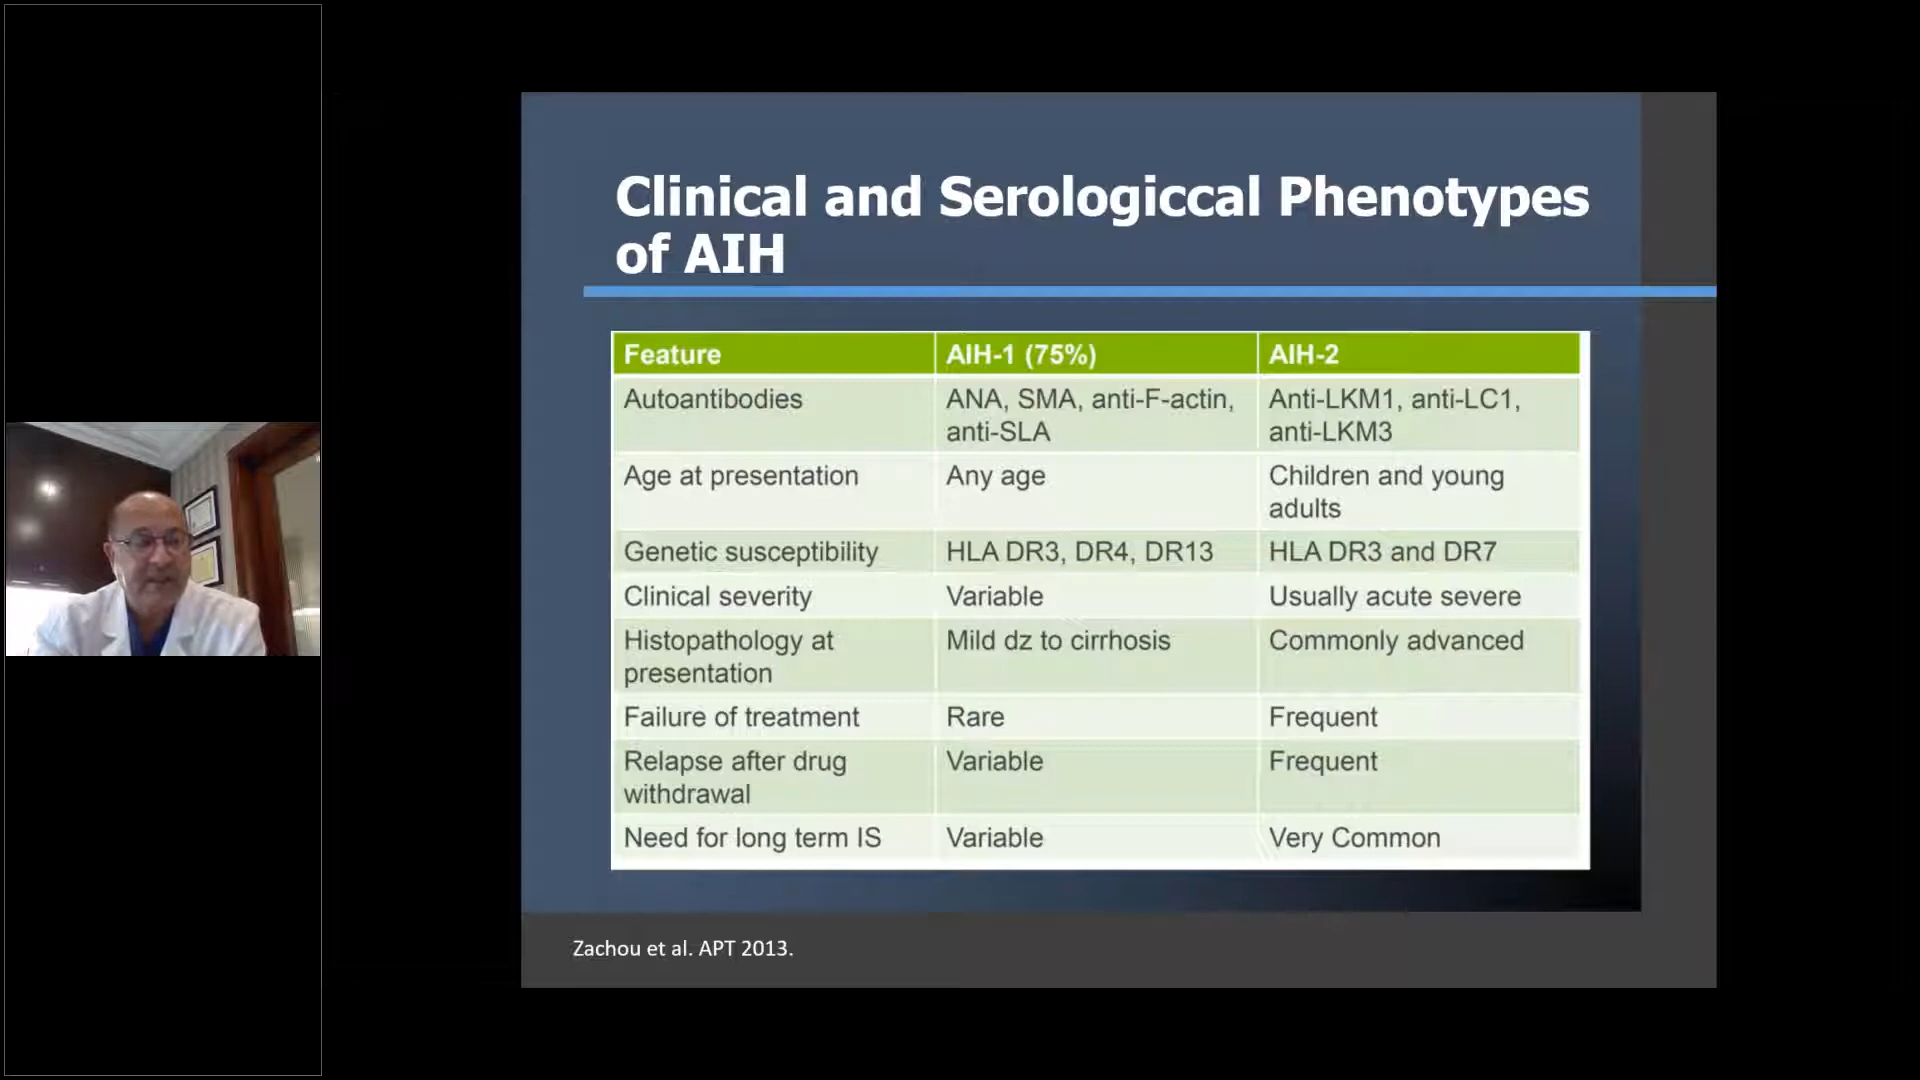 Clinical and Serologiccal Phenotypes
of AIH
Feature AIH-1 (75%) AIH-2
Autoantibodies ANA, SMA, anti-F-actin, Anti-LKM1, anti-LC1,
anti-SLA anti-LKM3
Age at presentation Any age Children and young
adults
Genetic susceptibility HLA DR3, DR4, DR13 HLA DR3 and DR7
Clinical severity Variable Usually acute severe
Histopathology at Mild dz to cirrhosis Commonly advanced
presentation
Failure of treatment Rare Frequent
Relapse after drug Variable Frequent
withdrawal
Need for long term IS Variable Very Common
Zachou et al. APT 2013.